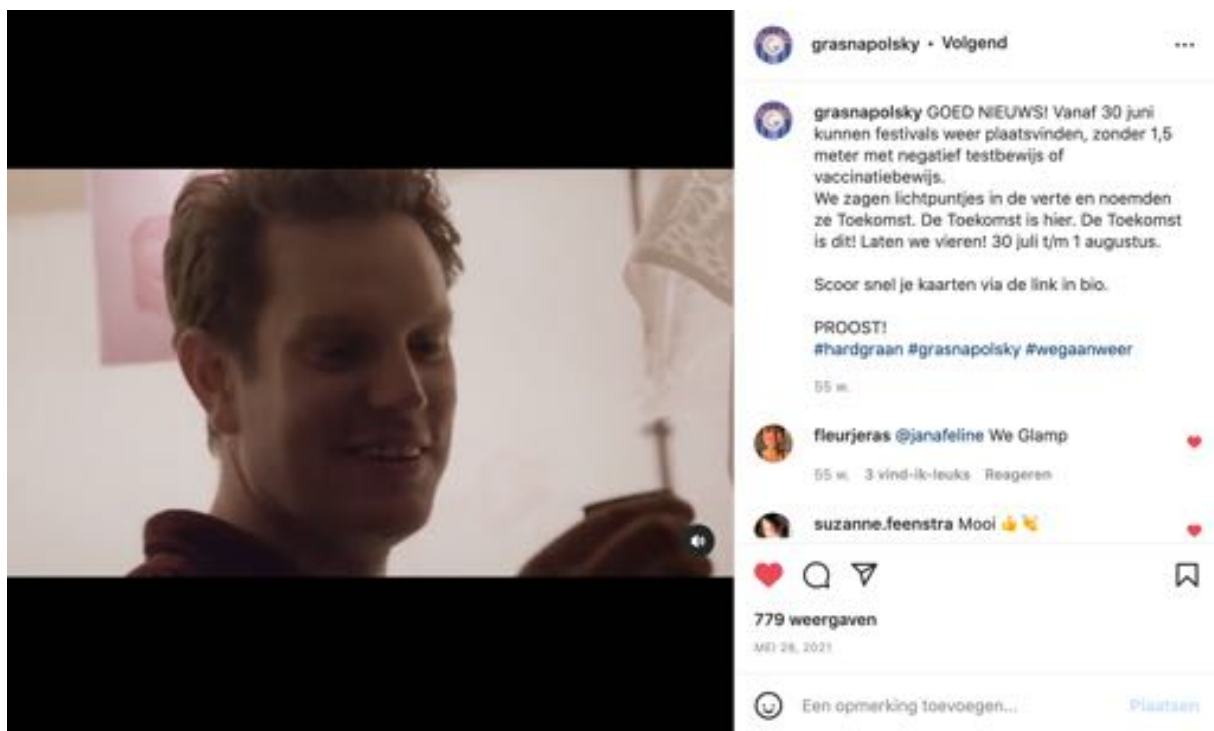 grasnapolsky • Volgend
grasnapolsky GOED NIEUWS! Vanaf 30 juni
kunnen festivals weer plaatsvinden, zonder 1,5
meter met negatief testbewijs of
vaccinatiebewijs.
We zagen lichtpuntjes in de verte en noemden
ze Toekomst. De Toekomst is hier. De Toekomst
is dit! Laten we vieren! 30 juli t/m 1 augustus.
Scoor snel je kaarten via de link in bio.
PROOST!
#hardgraan #grasnapolsky #wegaanweer
55 w.
fleurjeras @janafeline We Glamp
55 w. 3 vind-ik-leuks Reageren
suzanne.feenstra Mooi 👍 👏
779 weergaven
MEI 26, 2021
Een opmerking toevoegen...
Plaatsen